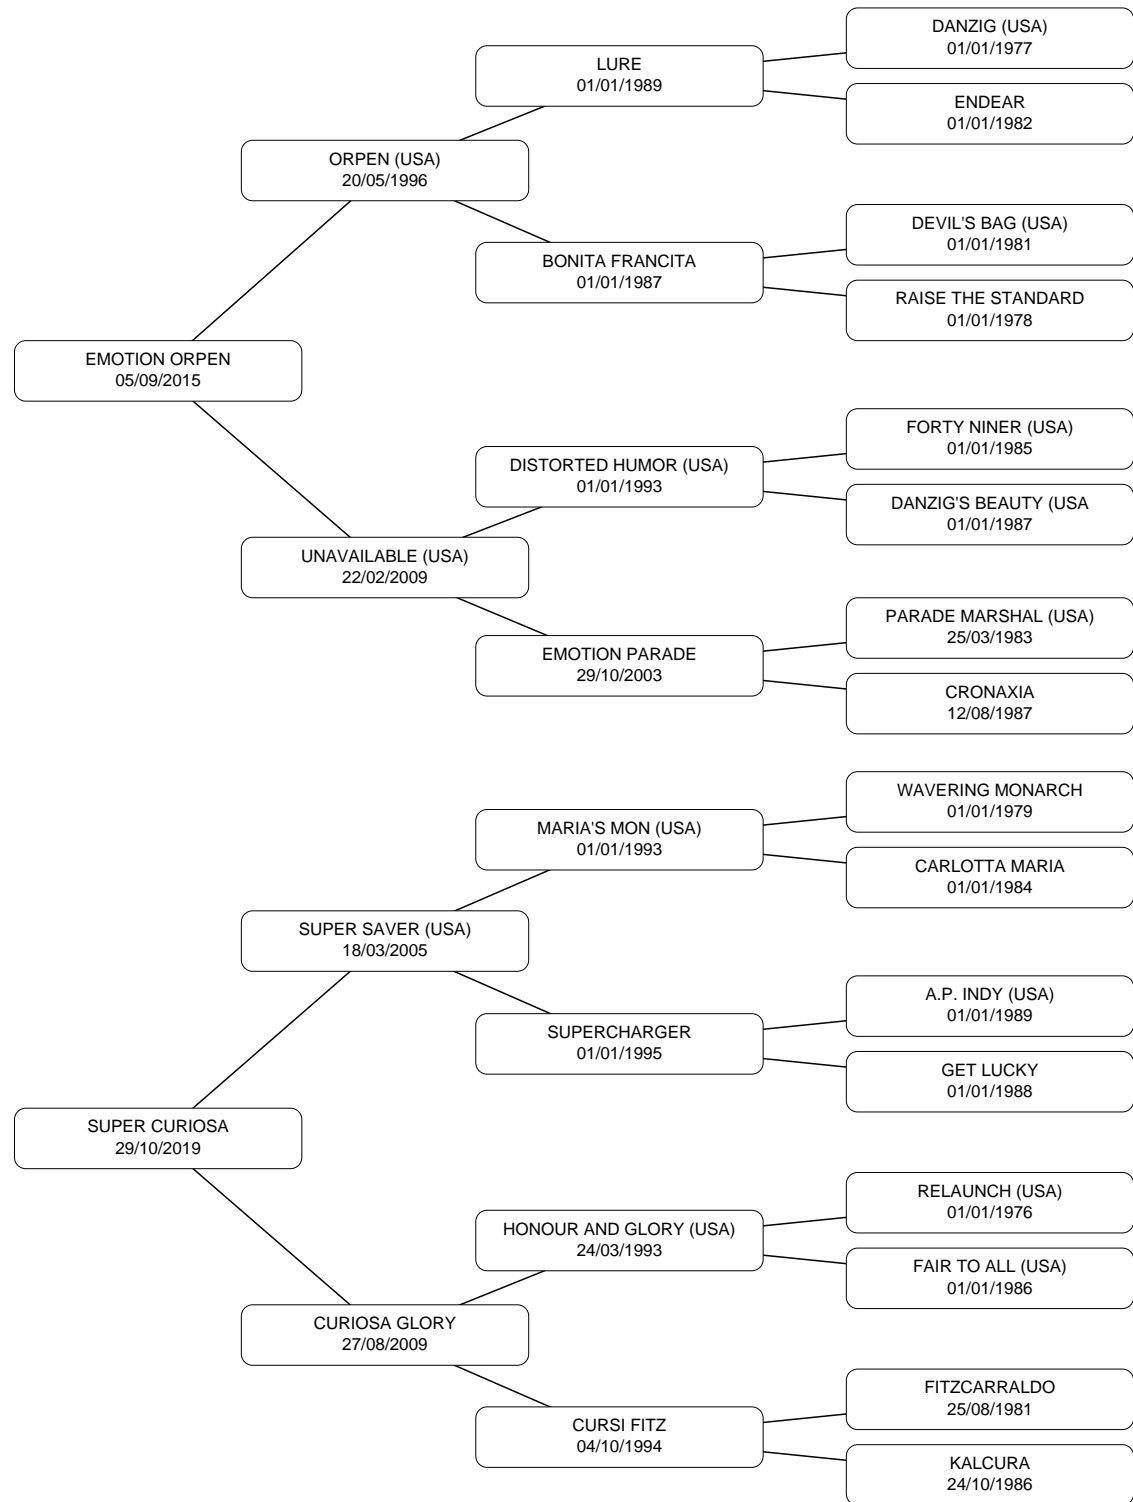 DANZIG (USA)
01/01/1977
LURE
01/01/1989
ENDEAR
01/01/1982
ORPEN (USA)
20/05/1996
DEVIL'S BAG (USA)
01/01/1981
BONITA FRANCITA
01/01/1987
RAISE THE STANDARD
01/01/1978
EMOTION ORPEN
05/09/2015
FORTY NINER (USA)
01/01/1985
DISTORTED HUMOR (USA)
01/01/1993
DANZIG'S BEAUTY (USA
01/01/1987
UNAVAILABLE (USA)
22/02/2009
PARADE MARSHAL (USA)
25/03/1983
EMOTION PARADE
29/10/2003
CRONAXIA
12/08/1987
WAVERING MONARCH
01/01/1979
MARIA'S MON (USA)
01/01/1993
CARLOTTA MARIA
01/01/1984
SUPER SAVER (USA)
18/03/2005
A.P. INDY (USA)
01/01/1989
SUPERCHARGER
01/01/1995
GET LUCKY
01/01/1988
SUPER CURIOSA
29/10/2019
RELAUNCH (USA)
01/01/1976
HONOUR AND GLORY (USA)
24/03/1993
FAIR TO ALL (USA)
01/01/1986
CURIOSA GLORY
27/08/2009
FITZCARRALDO
25/08/1981
CURSI FITZ
04/10/1994
KALCURA
24/10/1986